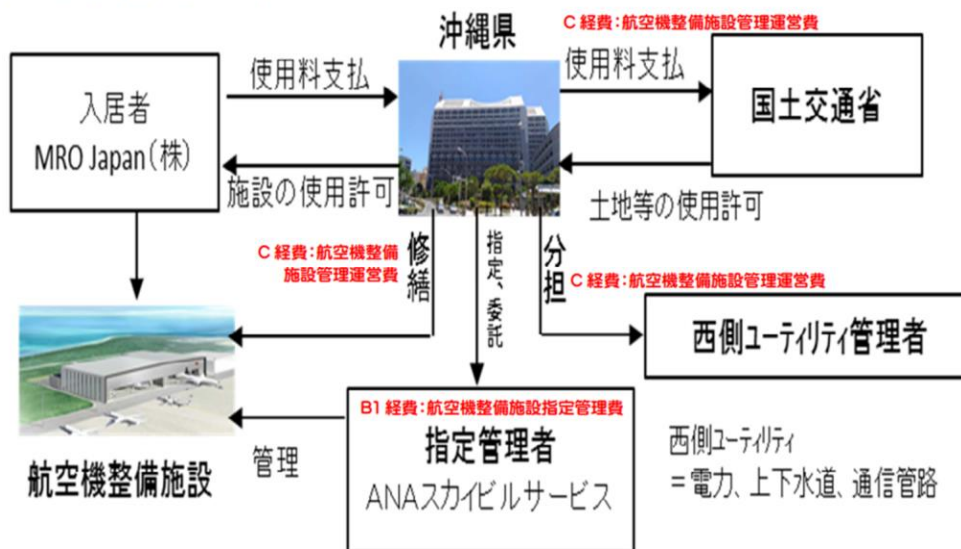 C 経費：航空機整備施設管理運営費
沖縄県
使用料支払
使用料支払
入居者
MRO Japan（株）
国土交通省
施設の使用許可
土地等の使用許可
C 経費：航空機整備
施設管理運営費
修繕
指定、委託
分担
C 経費：航空機整備施設管理運営費
西側ユーティリティ管理者
B1 経費：航空機整備施設指定管理費
指定管理者
ANAスカイビルサービス
管理
航空機整備施設
西側ユーティリティ
＝電力、上下水道、通信管路